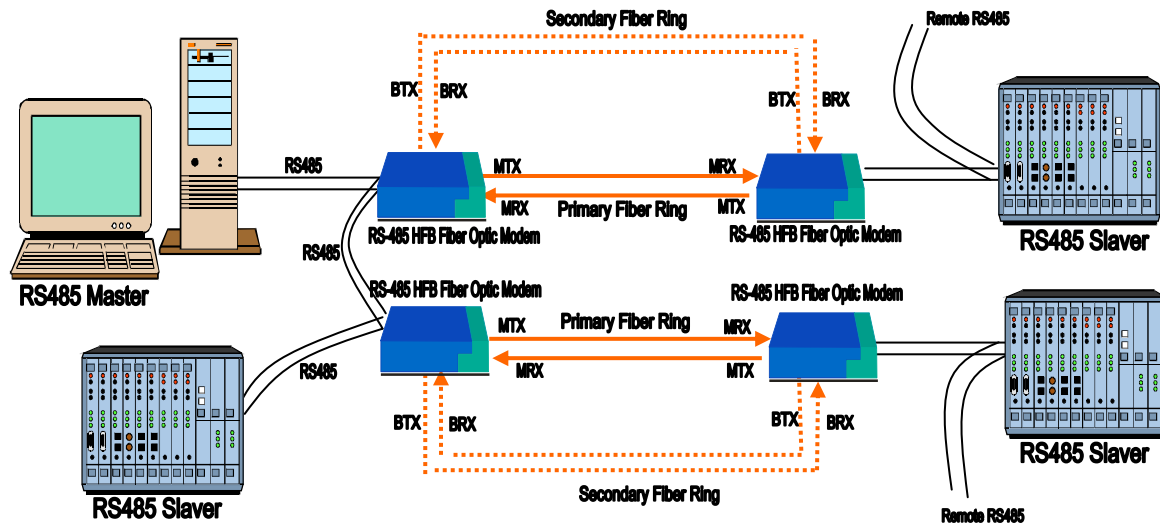 Secondary Fiber Ring
Remote RS485
BTX
BRX
BTX
BRX
RS485
MTX
MRX
MRX
Primary Fiber Ring
MTX
RS-485 HFB Fiber Optic Modem
RS-485 HFB Fiber Optic Modem
RS485 Slaver
RS485
RS485 Master
RS-485 HFB Fiber Optic Modem
RS-485 HFB Fiber Optic Modem
MTX
Primary Fiber Ring
MRX
MRX
MTX
RS485
BTX
BRX
BTX
BRX
RS485 Slaver
RS485 Slaver
Secondary Fiber Ring
Remote RS485